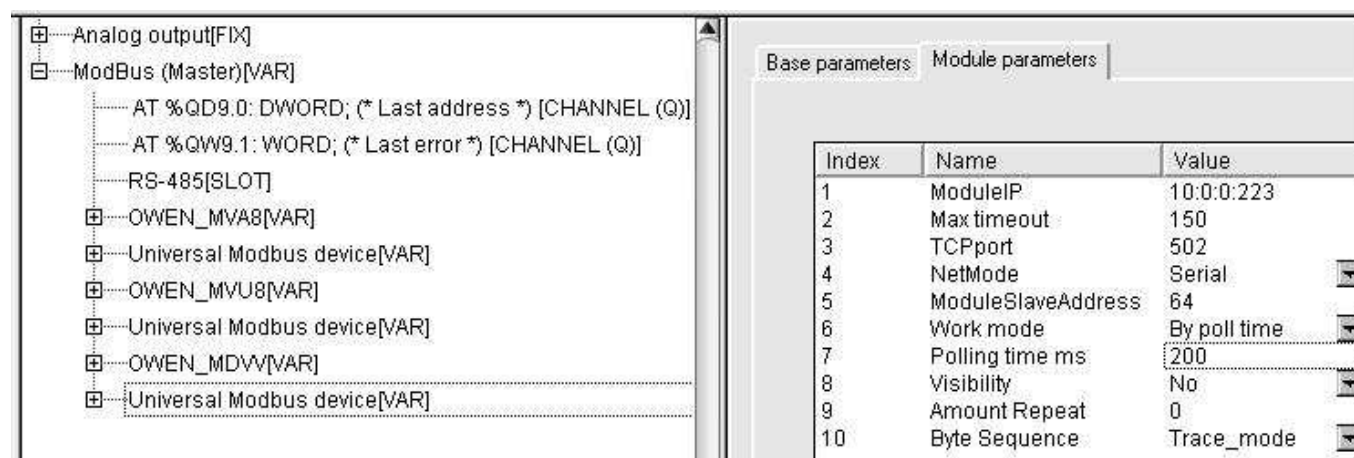 Analog output[FIX]
ModBus (Master)[VAR]
AT %QD9.0: DWORD; (* Last address *) [CHANNEL (Q)]
AT %QW9.1: WORD; (* Last error *) [CHANNEL (Q)]
RS-485[SLOT]
OWEN_MVA8[VAR]
Universal Modbus device[VAR]
OWEN_MVU8[VAR]
Universal Modbus device[VAR]
OWEN_MDVV[VAR]
Universal Modbus device[VAR]
Base parameters Module parameters
Index Name Value
1 ModuleIP 10:0:0:223
2 Max timeout 150
3 TCPport 502
4 NetMode Serial
5 ModuleSlaveAddress 64
6 Work mode By poll time
7 Polling time ms 200
8 Visibility No
9 Amount Repeat 0
10 Byte Sequence Trace_mode